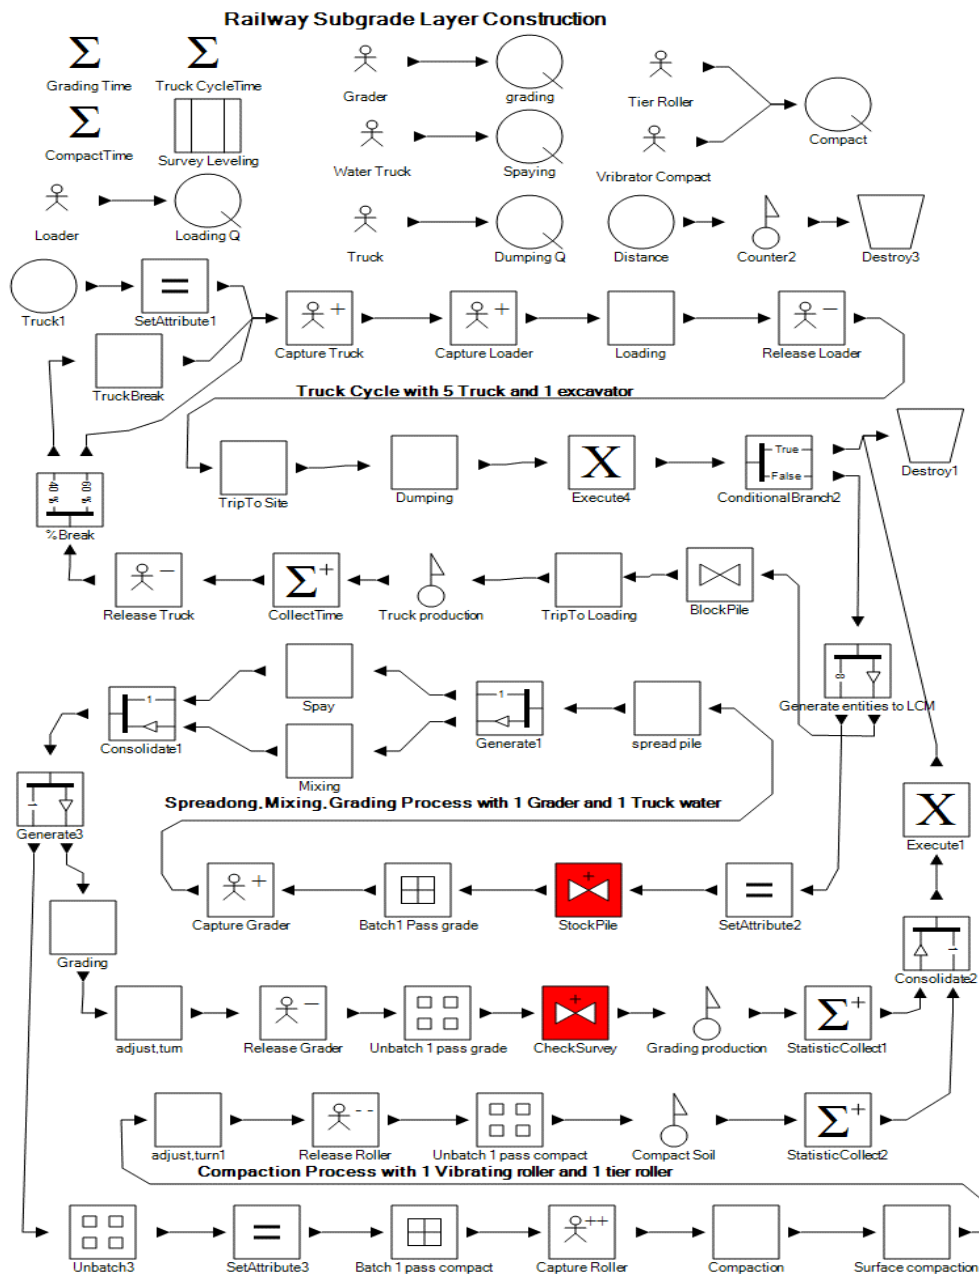 Railway Subgrade Layer Construction
Σ
Grading Time
Σ
Truck CycleTime
Grader
grading
Tier Roller
Compact
Σ
CompactTime
Survey Leveling
Water Truck
Spaying
Vribrator Compact
Loader
Loading Q
Truck
Dumping Q
Distance
Counter2
Destroy3
Truck1
=
SetAttribute1
+
Capture Truck
+
Capture Loader
Loading
−
Release Loader
TruckBreak
Truck Cycle with 5 Truck and 1 excavator
TripTo Site
Dumping
X
Execute4
True
False
ConditionalBranch2
Destroy1
40 %
60 %
%Break
−
Release Truck
Σ+
CollectTime
Truck production
TripTo Loading
BlockPile
8
Generate entities to LCM
1
Consolidate1
Spay
Mixing
1
Generate1
spread pile
Spreadong,Mixing,Grading Process with 1 Grader and 1 Truck water
1
Generate3
X
Execute1
+
Capture Grader
Batch1 Pass grade
+
StockPile
=
SetAttribute2
Grading
1
Consolidate2
adjust,turn
−
Release Grader
Unbatch 1 pass grade
+
CheckSurvey
Grading production
Σ+
StatisticCollect1
adjust,turn1
--
Release Roller
Unbatch 1 pass compact
Compact Soil
Σ+
StatisticCollect2
Compaction Process with 1 Vibrating roller and 1 tier roller
Unbatch3
=
SetAttribute3
Batch 1 pass compact
++
Capture Roller
Compaction
Surface compaction